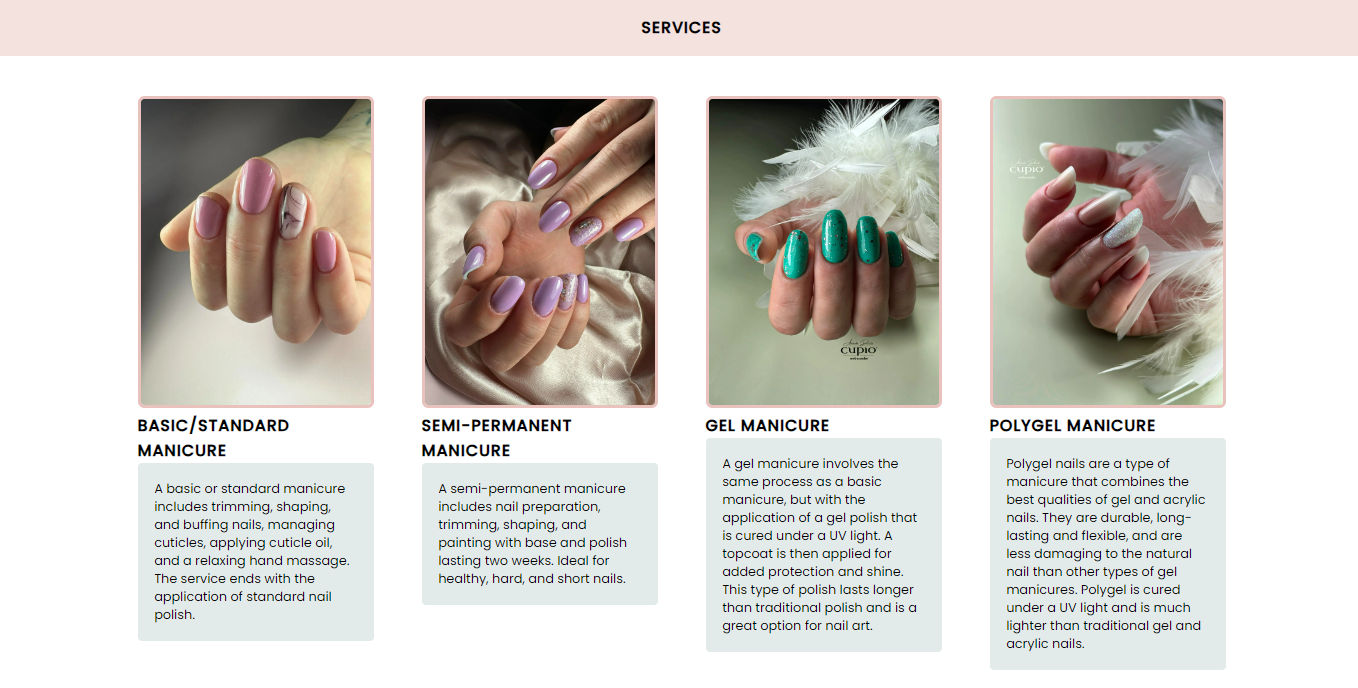 SERVICES
cupio
cupio
BASIC/STANDARD
MANICURE
A basic or standard manicure
includes trimming, shaping,
and buffing nails, managing
cuticles, applying cuticle oil,
and a relaxing hand massage.
The service ends with the
application of standard nail
polish.
SEMI-PERMANENT
MANICURE
A semi-permanent manicure
includes nail preparation,
trimming, shaping, and
painting with base and polish
lasting two weeks. Ideal for
healthy, hard, and short nails.
GEL MANICURE
A gel manicure involves the
same process as a basic
manicure, but with the
application of a gel polish that
is cured under a UV light. A
topcoat is then applied for
added protection and shine.
This type of polish lasts longer
than traditional polish and is a
great option for nail art.
POLYGEL MANICURE
Polygel nails are a type of
manicure that combines the
best qualities of gel and acrylic
nails. They are durable, long-
lasting and flexible, and are
less damaging to the natural
nail than other types of gel
manicures. Polygel is cured
under a UV light and is much
lighter than traditional gel and
acrylic nails.